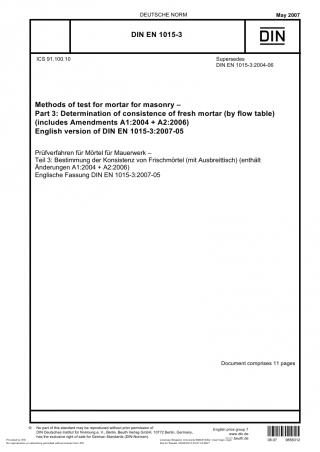 DEUTSCHE NORM
May 2007
DIN EN 1015-3
DIN
ICS 91.100.10
Supersedes
DIN EN 1015-3:2004-06
Methods of test for mortar for masonry –
Part 3: Determination of consistence of fresh mortar (by flow table)
(includes Amendments A1:2004 + A2:2006)
English version of DIN EN 1015-3:2007-05
Prüfverfahren für Mörtel für Mauerwerk –
Teil 3: Bestimmung der Konsistenz von Frischmörtel (mit Ausbreittisch) (enthält
Änderungen A1:2004 + A2:2006)
Englische Fassung DIN EN 1015-3:2007-05
Document comprises 11 pages
© No part of this standard may be reproduced without prior permission of
DIN Deutsches Institut für Normung e.V., Berlin. Beuth Verlag GmbH, 10772 Berlin, Germany,
has the exclusive right of sale for German Standards (DIN-Normen).
English price group 7
www.din.de
www.beuth.de